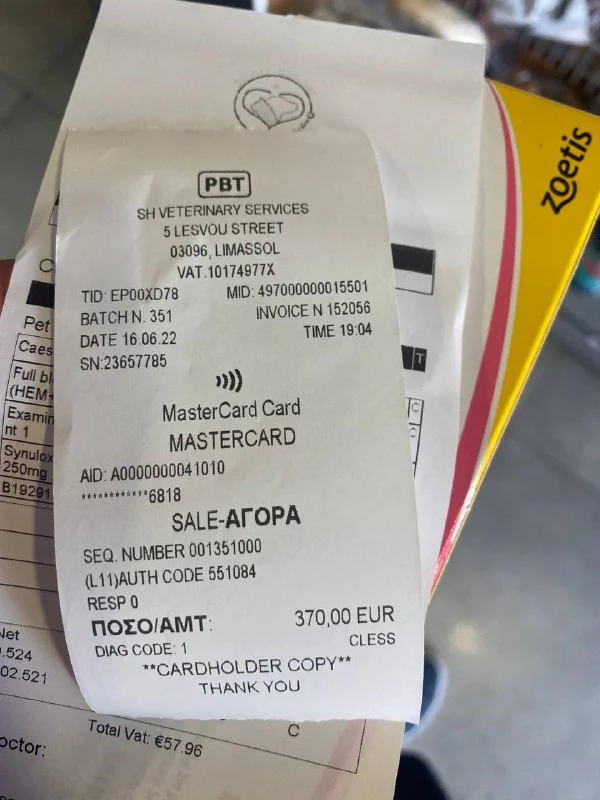 zoetis
PBT
SH VETERINARY SERVICES
5 LESVOU STREET
03096, LIMASSOL
VAT.10174977X
TID: EP00XD78 MID: 497000000015501
BATCH N. 351 INVOICE N 152056
DATE 16.06.22 TIME 19:04
SN:23657785
MasterCard Card
MASTERCARD
AID: A0000000041010
************6818
SALE-ΑΓΟΡΑ
SEQ. NUMBER 001351000
(L11)AUTH CODE 551084
RESP 0
ΠΟΣΟ/AMT: 370,00 EUR
DIAG CODE: 1 CLESS
**CARDHOLDER COPY**
THANK YOU
Pet
Caes
Full bl
(HEM
Examin
nt 1
Synulox
250mg
B19291
T
C
C
Net
.524
02.521
Total Vat: €57.96
C
octor: